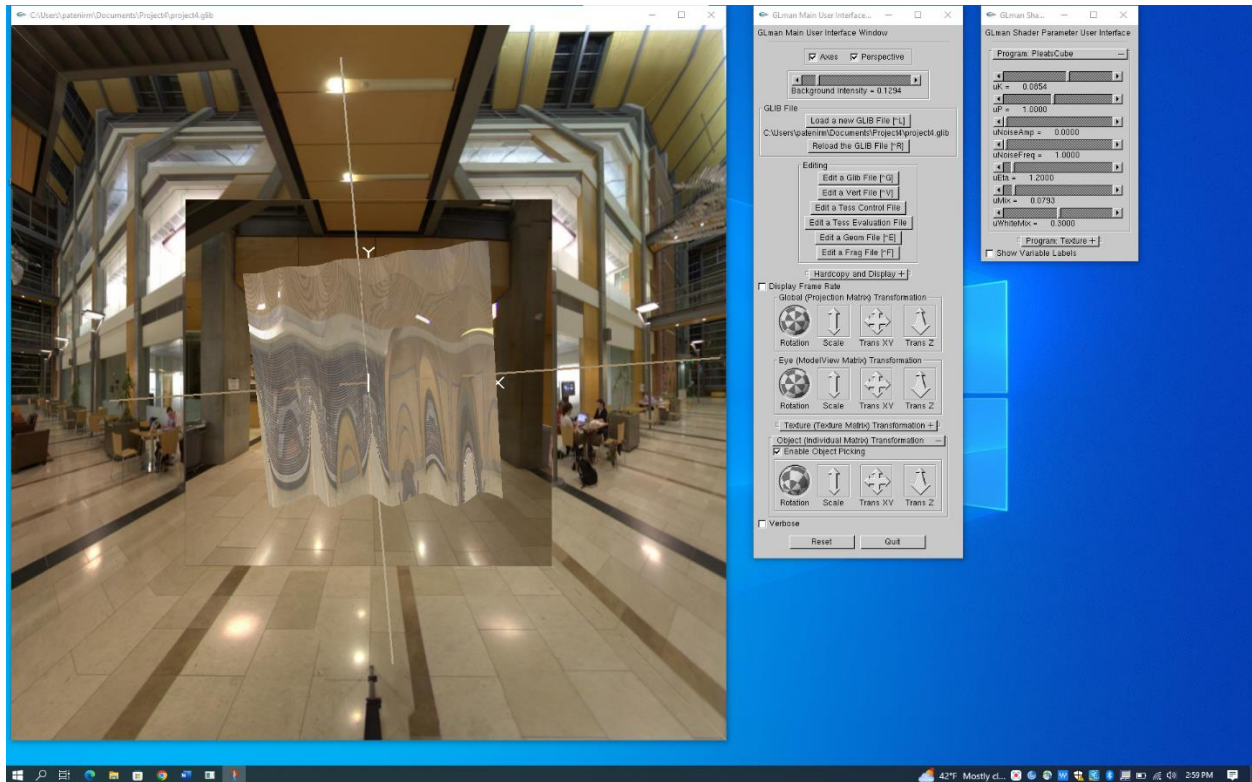 C:\Users\patenirm\Documents\Project4\project4.glib
Y
X
GLman Main User Interface...
GLman Main User Interface Window
Axes Perspective
Background Intensity = 0.1294
GLIB File
Load a new GLIB File [^L]
C:\Users\patenirm\Documents\Project4\project4.glib
Reload the GLIB File [^R]
Editing
Edit a Glib File [^G]
Edit a Vert File [^V]
Edit a Tess Control File
Edit a Tess Evaluation File
Edit a Geom File [^E]
Edit a Frag File [^F]
Hardcopy and Display +
Display Frame Rate
Global (Projection Matrix) Transformation
Rotation Scale Trans XY Trans Z
Eye (ModelView Matrix) Transformation
Rotation Scale Trans XY Trans Z
Texture (Texture Matrix) Transformation +
Object (Individual Matrix) Transformation –
Enable Object Picking
Rotation Scale Trans XY Trans Z
Verbose
Reset Quit
GLman Sha...
GLman Shader Parameter User Interface
Program: PleatsCube –
uK = 0.0854
uP = 1.0000
uNoiseAmp = 0.0000
uNoiseFreq = 1.0000
uEta = 1.2000
uMix = 0.0793
uWhiteMix = 0.3000
Program: Texture +
Show Variable Labels
42°F Mostly cl... 2:59 PM